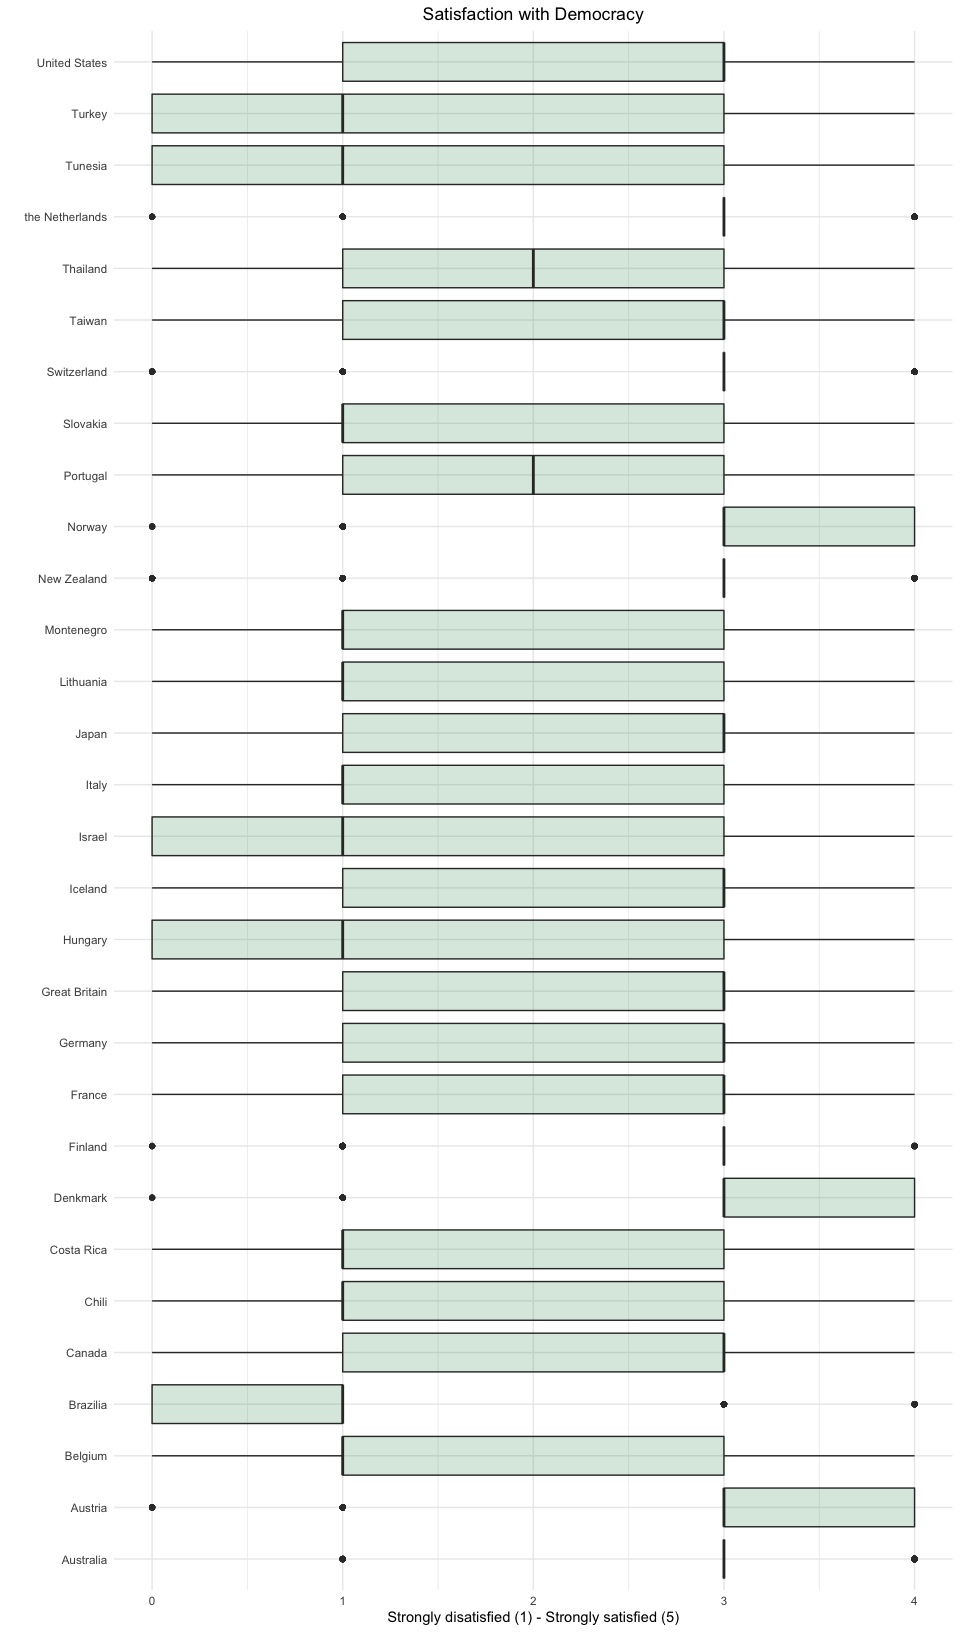 Satisfaction with Democracy
United States
Turkey
Tunesia
the Netherlands
Thailand
Taiwan
Switzerland
Slovakia
Portugal
Norway
New Zealand
Montenegro
Lithuania
Japan
Italy
Israel
Iceland
Hungary
Great Britain
Germany
France
Finland
Denkmark
Costa Rica
Chili
Canada
Brazilia
Belgium
Austria
Australia
0 1 2 3 4
Strongly disatisfied (1) - Strongly satisfied (5)